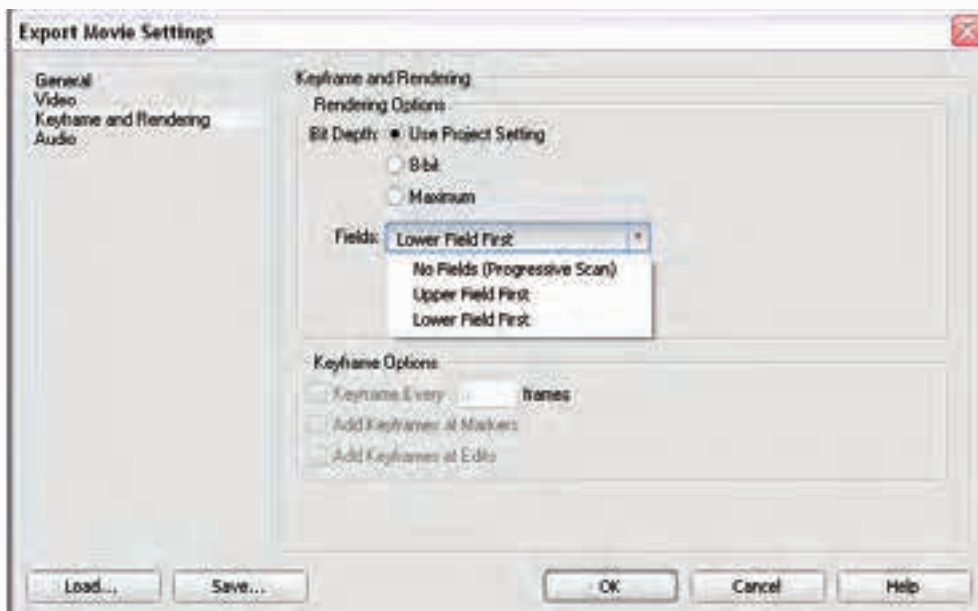 Export Movie Settings
General
Video
Keyframe and Rendering
Audio
Keyframe and Rendering
Rendering Options
Bit Depth: Use Project Setting
8-bit
Maximum
Fields: Lower Field First
No Fields (Progressive Scan)
Upper Field First
Lower Field First
Keyframe Options
Keyframe Every frames
Add Keyframes at Markers
Add Keyframes at Edits
Load... Save... OK Cancel Help